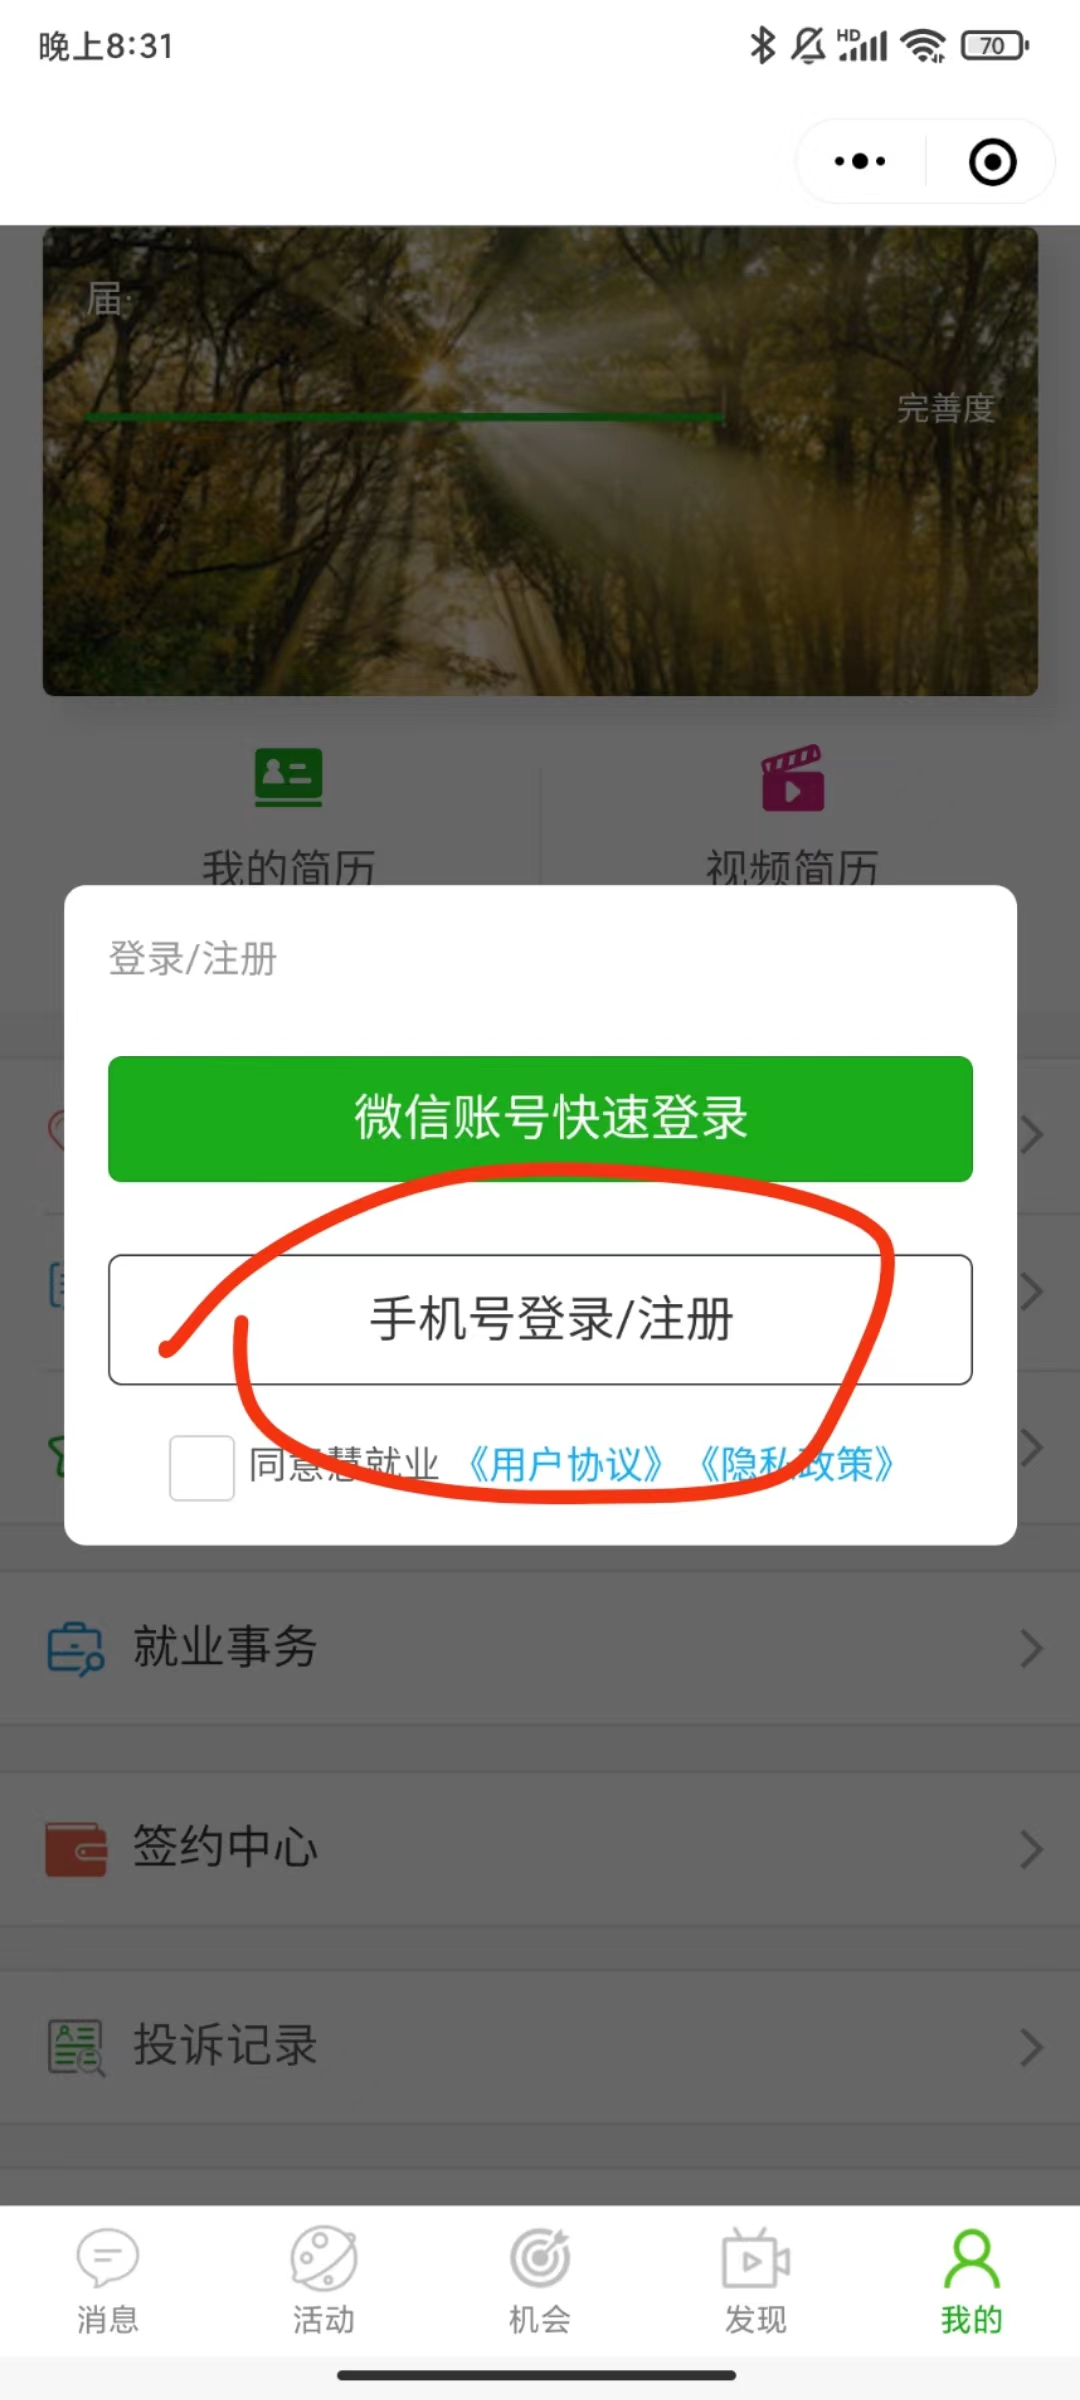 晚上8:31
HD
70
届·
完善度
我的简历
视频简历
登录/注册
微信账号快速登录
手机号登录/注册
同意慧就业 《用户协议》 《隐私政策》
就业事务
签约中心
投诉记录
消息
活动
机会
发现
我的